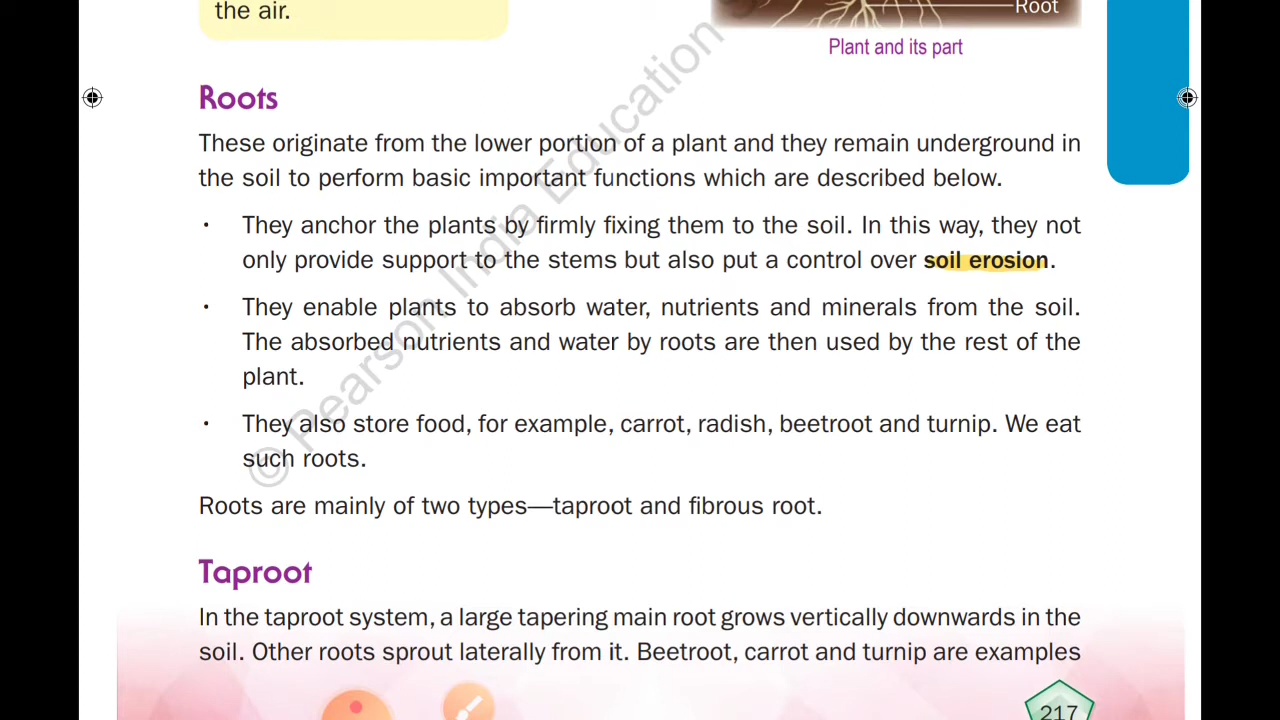 the air.
Root
Plant and its part
Roots
These originate from the lower portion of a plant and they remain underground in
the soil to perform basic important functions which are described below.
• They anchor the plants by firmly fixing them to the soil. In this way, they not
only provide support to the stems but also put a control over soil erosion.
• They enable plants to absorb water, nutrients and minerals from the soil.
The absorbed nutrients and water by roots are then used by the rest of the
plant.
• They also store food, for example, carrot, radish, beetroot and turnip. We eat
such roots.
Roots are mainly of two types—taproot and fibrous root.
Taproot
In the taproot system, a large tapering main root grows vertically downwards in the
soil. Other roots sprout laterally from it. Beetroot, carrot and turnip are examples
217
© Pearson India Education